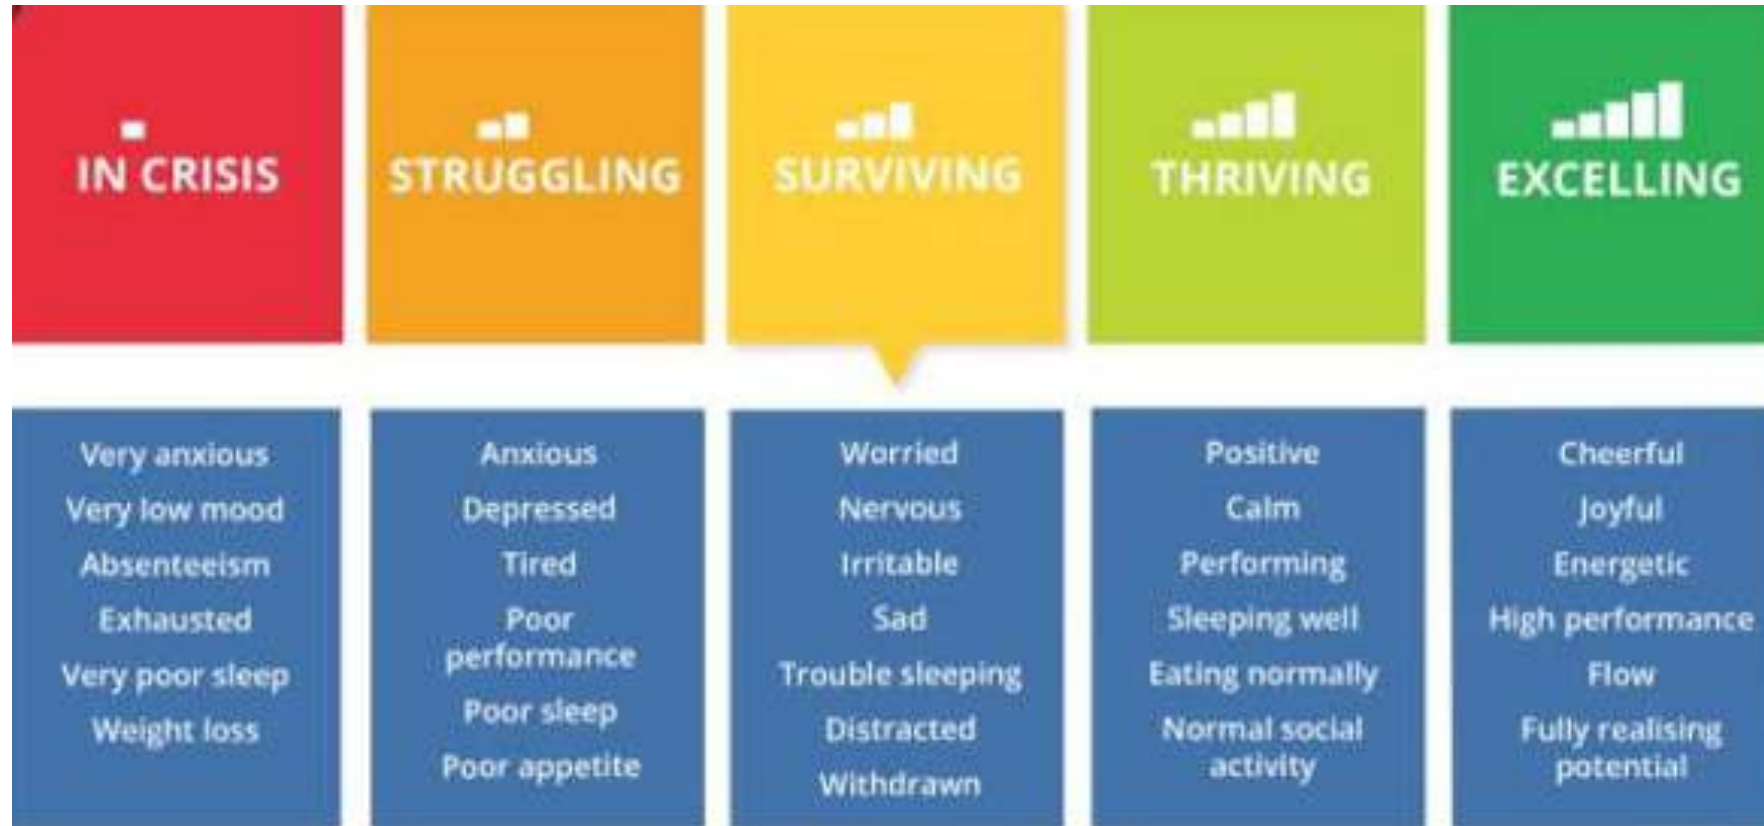 IN CRISIS
STRUGGLING
SURVIVING
THRIVING
EXCELLING
Very anxious
Very low mood
Absenteeism
Exhausted
Very poor sleep
Weight loss
Anxious
Depressed
Tired
Poor
performance
Poor sleep
Poor appetite
Worried
Nervous
Irritable
Sad
Trouble sleeping
Distracted
Withdrawn
Positive
Calm
Performing
Sleeping well
Eating normally
Normal social
activity
Cheerful
Joyful
Energetic
High performance
Flow
Fully realising
potential